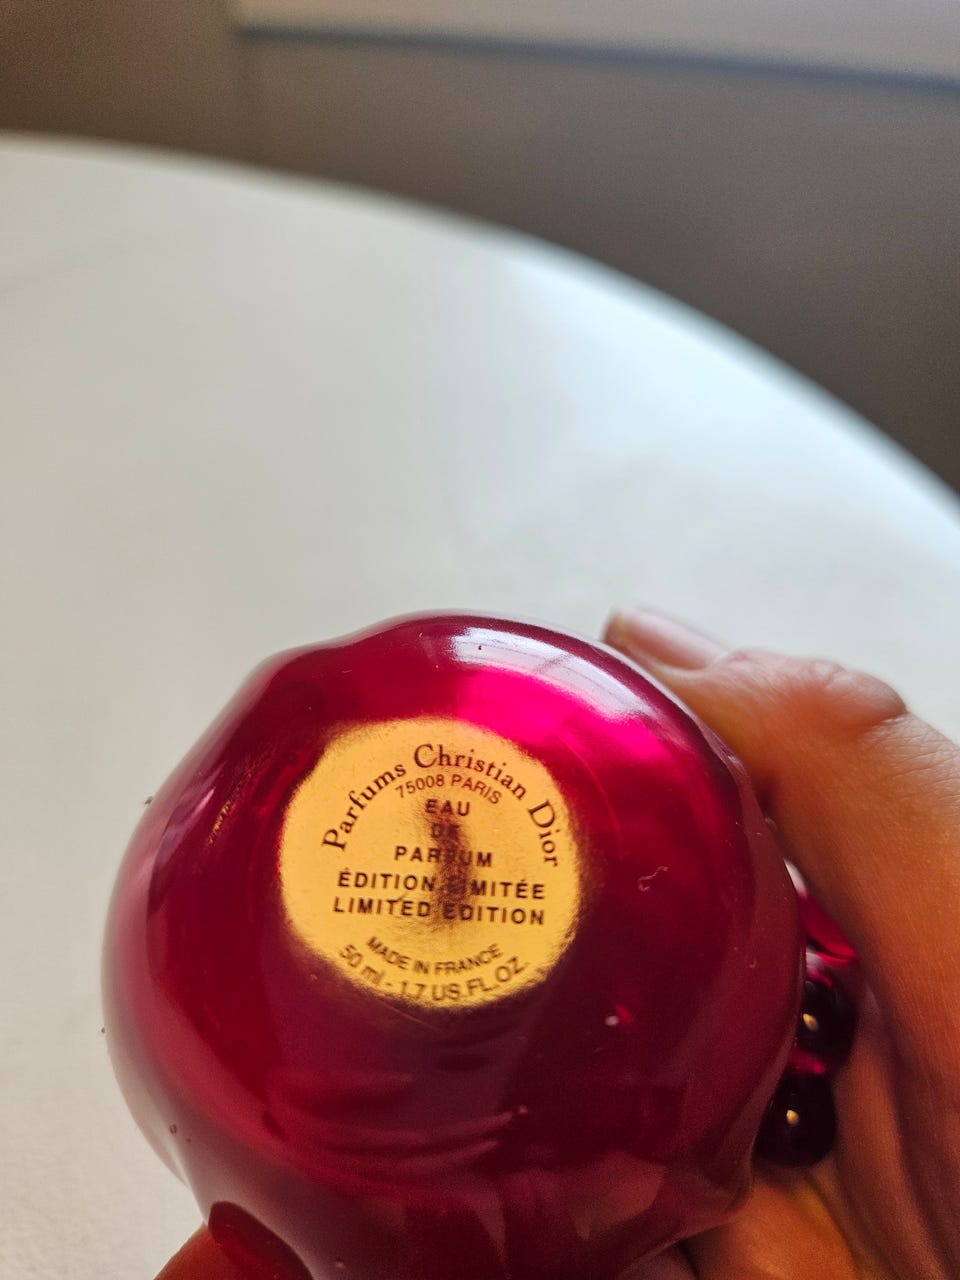 Parfums Christian Dior
75008 PARIS
EAU
DE
PARFUM
ÉDITION LIMITÉE
LIMITED EDITION
MADE IN FRANCE
50 ml - 1.7 US.FL.OZ.